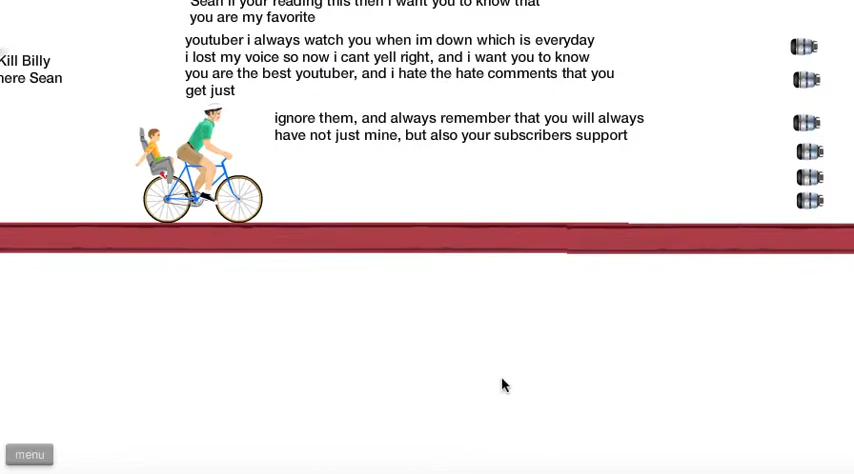 Sean if your reading this then i want you to know that
you are my favorite
youtuber i always watch you when im down which is everyday
i lost my voice so now i cant yell right, and i want you to know
you are the best youtuber, and i hate the hate comments that you
get just
Kill Billy
here Sean
ignore them, and always remember that you will always
have not just mine, but also your subscribers support
menu